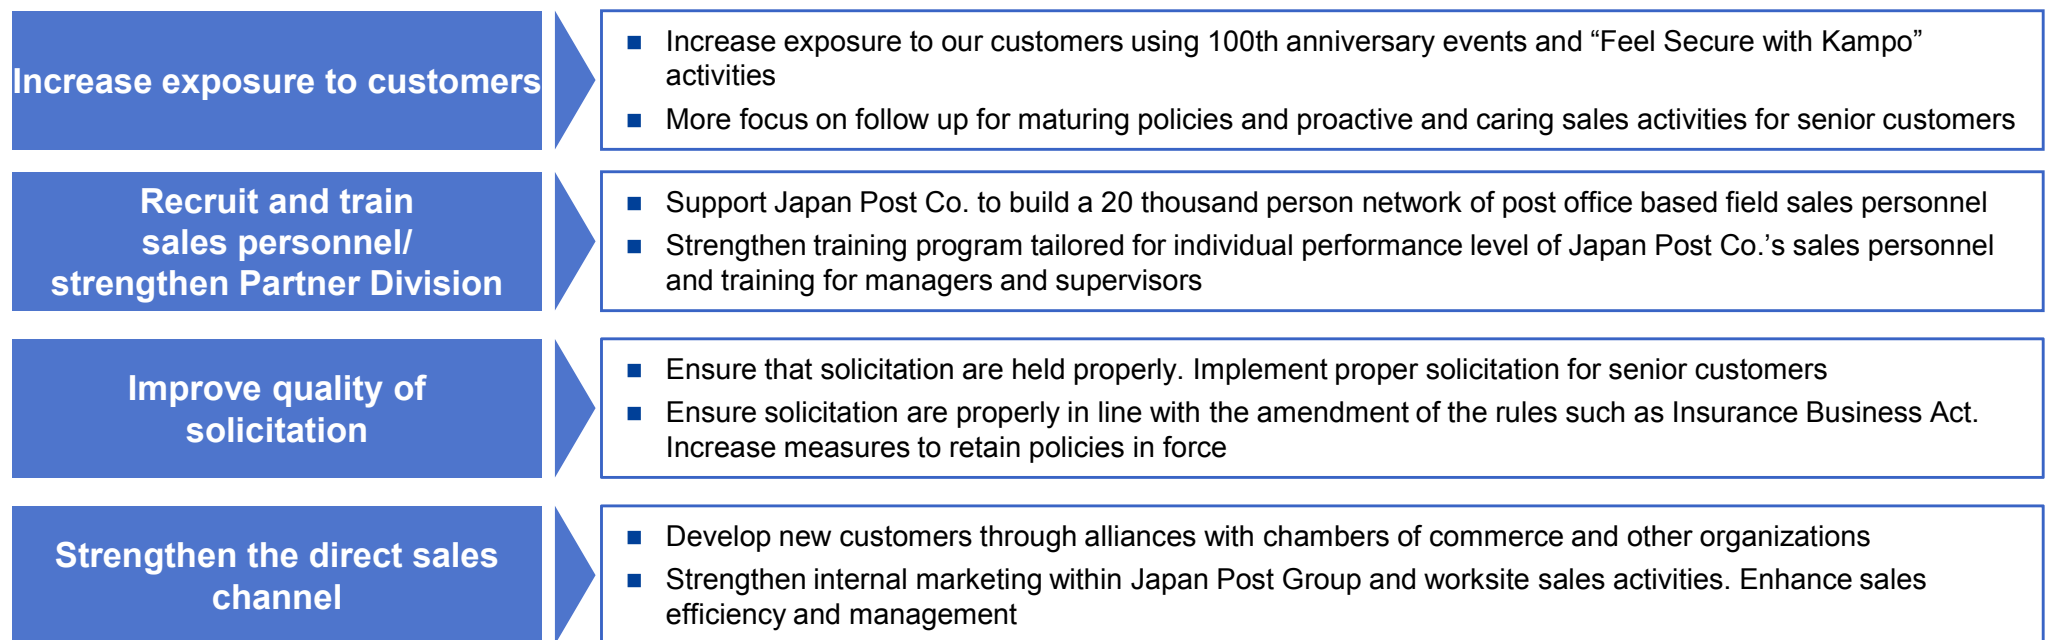 Increase exposure to customers
■ Increase exposure to our customers using 100th anniversary events and “Feel Secure with Kampo”
activities
■ More focus on follow up for maturing policies and proactive and caring sales activities for senior customers
Recruit and train
sales personnel/
strengthen Partner Division
■ Support Japan Post Co. to build a 20 thousand person network of post office based field sales personnel
■ Strengthen training program tailored for individual performance level of Japan Post Co.’s sales personnel
and training for managers and supervisors
Improve quality of
solicitation
■ Ensure that solicitation are held properly. Implement proper solicitation for senior customers
■ Ensure solicitation are properly in line with the amendment of the rules such as Insurance Business Act.
Increase measures to retain policies in force
Strengthen the direct sales
channel
■ Develop new customers through alliances with chambers of commerce and other organizations
■ Strengthen internal marketing within Japan Post Group and worksite sales activities. Enhance sales
efficiency and management